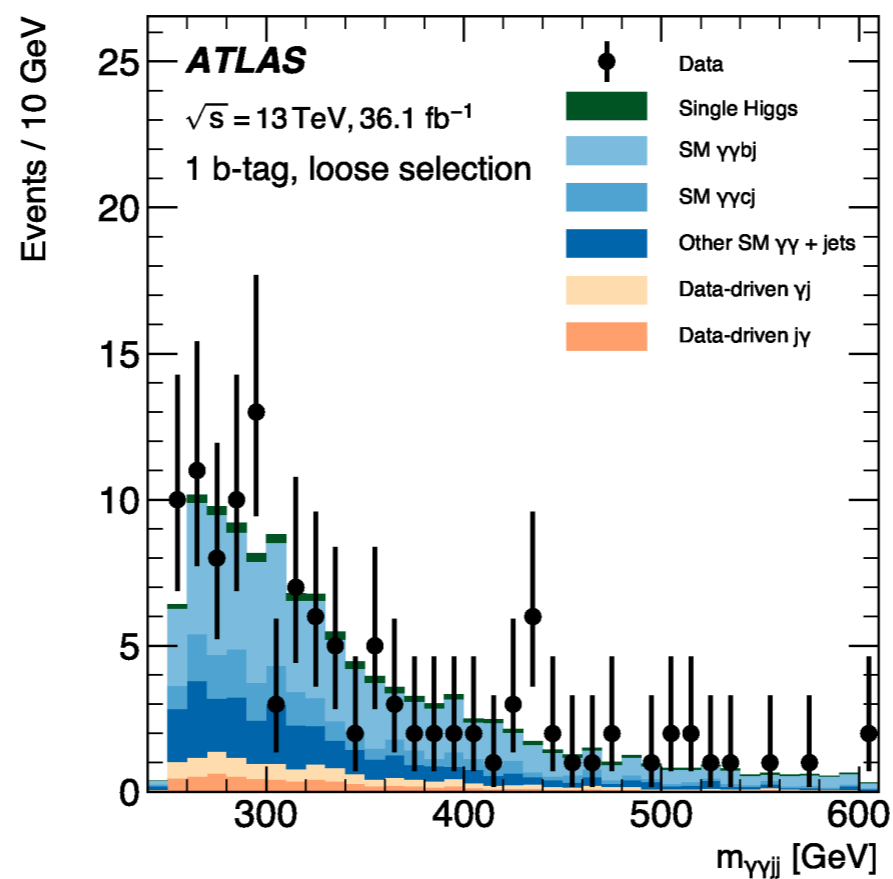 Events / 10 GeV
25
20
15
10
5
0
ATLAS
√s = 13 TeV, 36.1 fb⁻¹
1 b-tag, loose selection
Data
Single Higgs
SM γγbj
SM γγcj
Other SM γγ + jets
Data-driven γj
Data-driven jγ
300 400 500 600
m_γγjj [GeV]